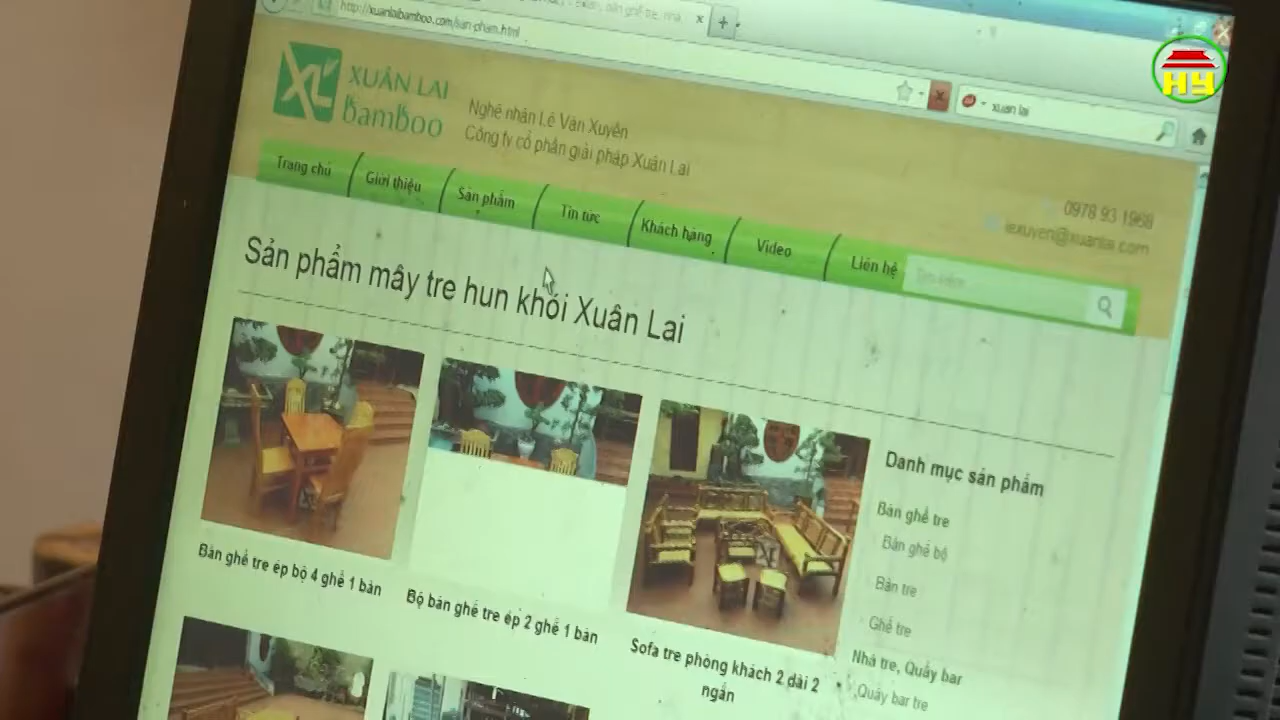 http://xuanlaibamboo.com/san-pham.html
xuan lai
HY
XL
XUÂN LAI
bamboo
Nghệ nhân Lê Văn Xuyên
Công ty cổ phần giải pháp Xuân Lai
0978 93 1968
lexuyen@xuanlai.com
Trang chủ
Giới thiệu
Sản phẩm
Tin tức
Khách hàng
Video
Liên hệ
Tìm kiếm
Sản phẩm mây tre hun khói Xuân Lai
Bàn ghế tre ép bộ 4 ghế 1 bàn
Bộ bàn ghế tre ép 2 ghế 1 bàn
Sofa tre phòng khách 2 dài 2
ngắn
Danh mục sản phẩm
Bàn ghế tre
Bàn ghế bộ
Bàn tre
Ghế tre
Nhà tre, Quầy bar
Quầy bar tre